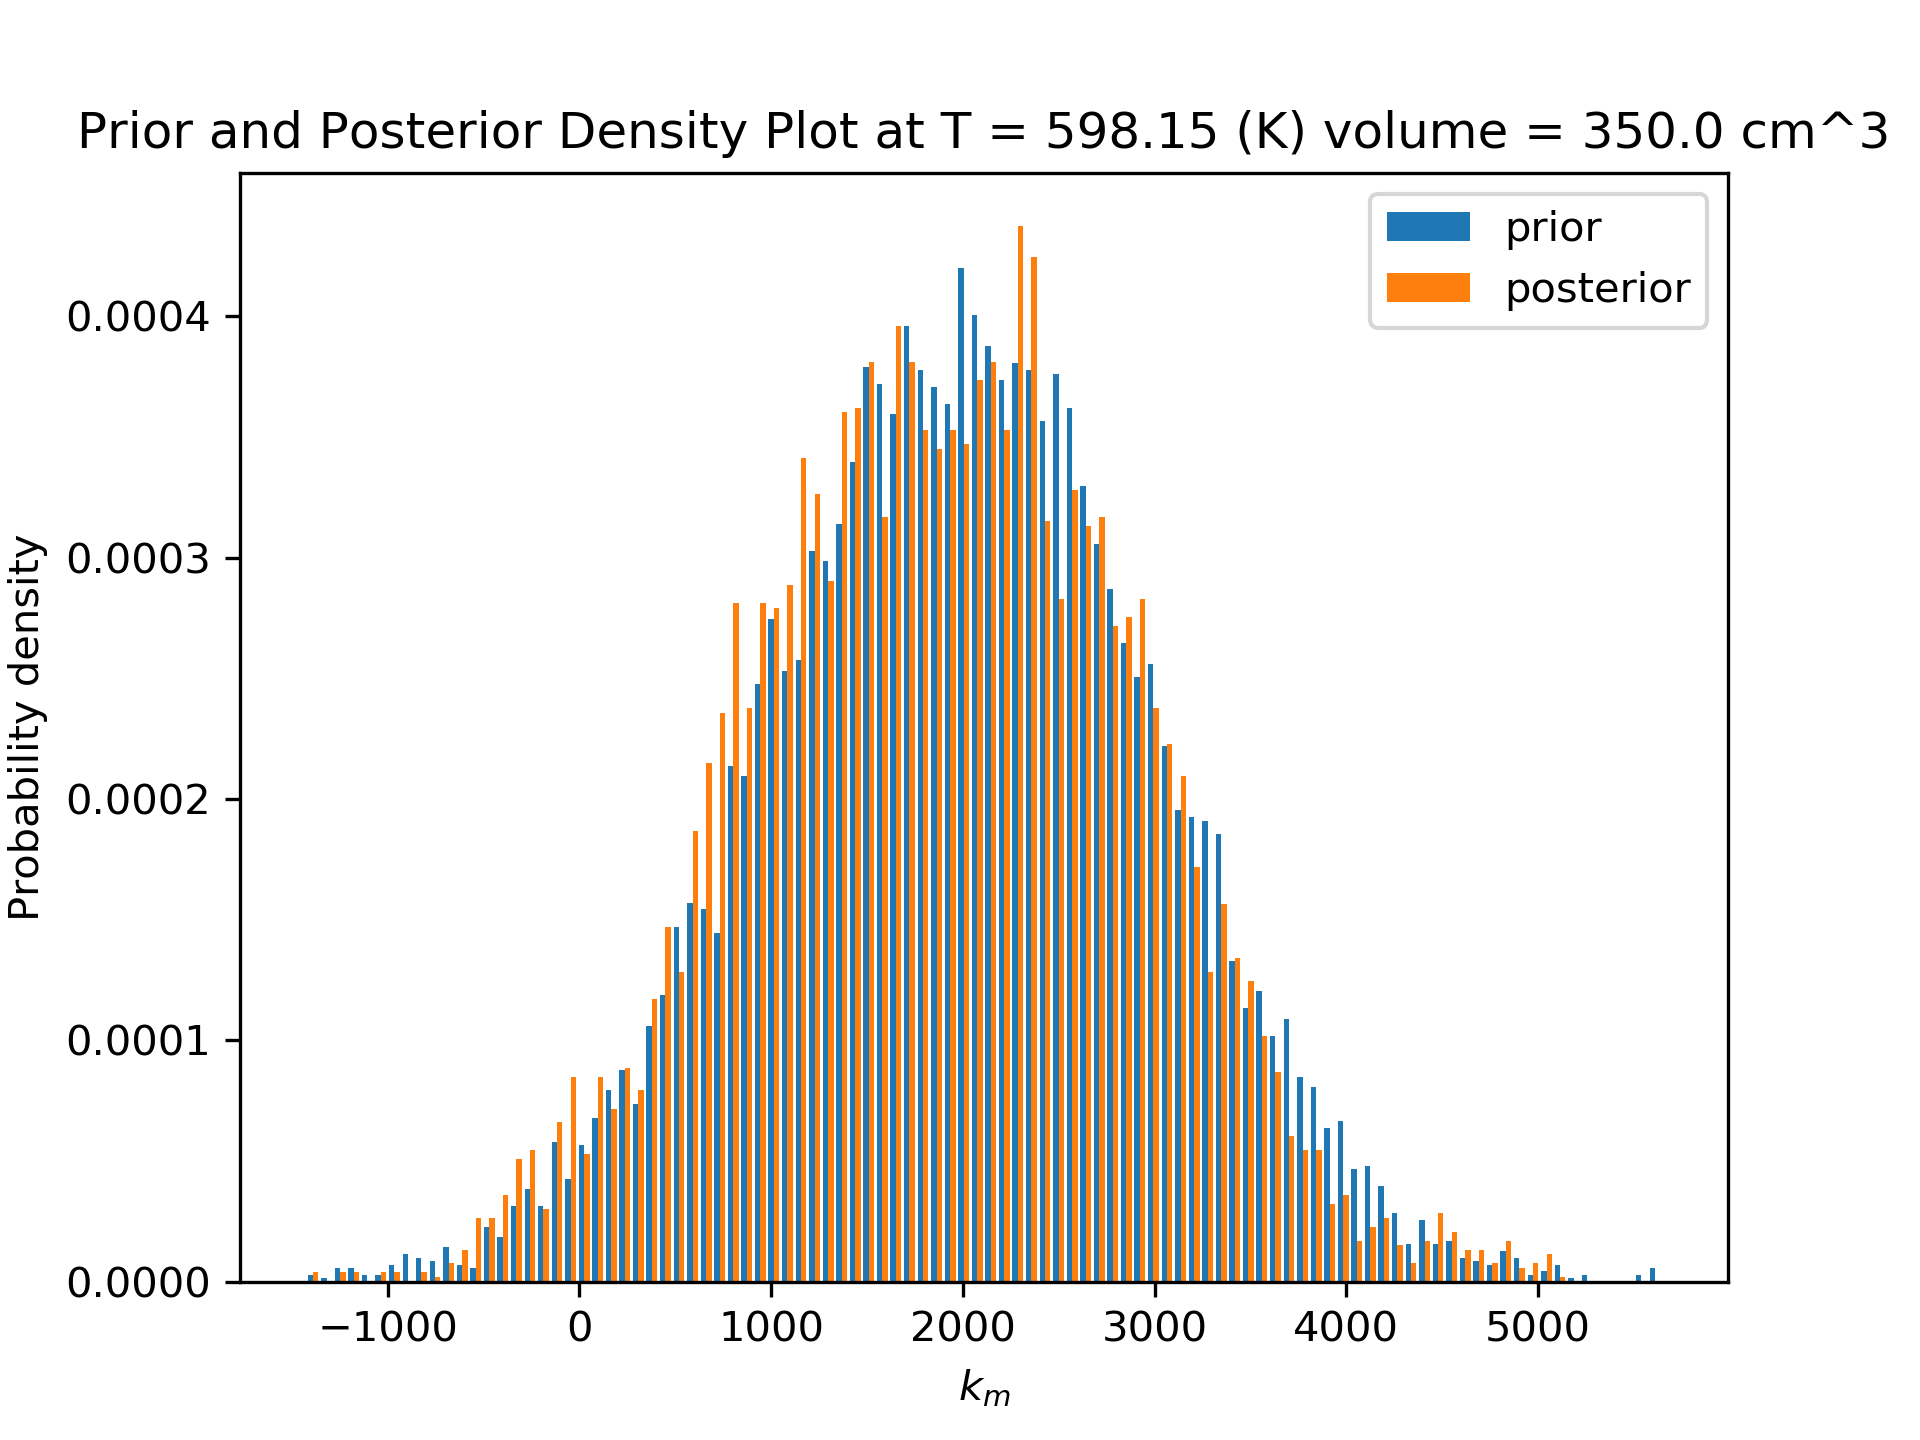 Prior and Posterior Density Plot at T = 598.15 (K) volume = 350.0 cm^3
prior
posterior
Probability density
0.0004
0.0003
0.0002
0.0001
0.0000
−1000 0 1000 2000 3000 4000 5000
k_m